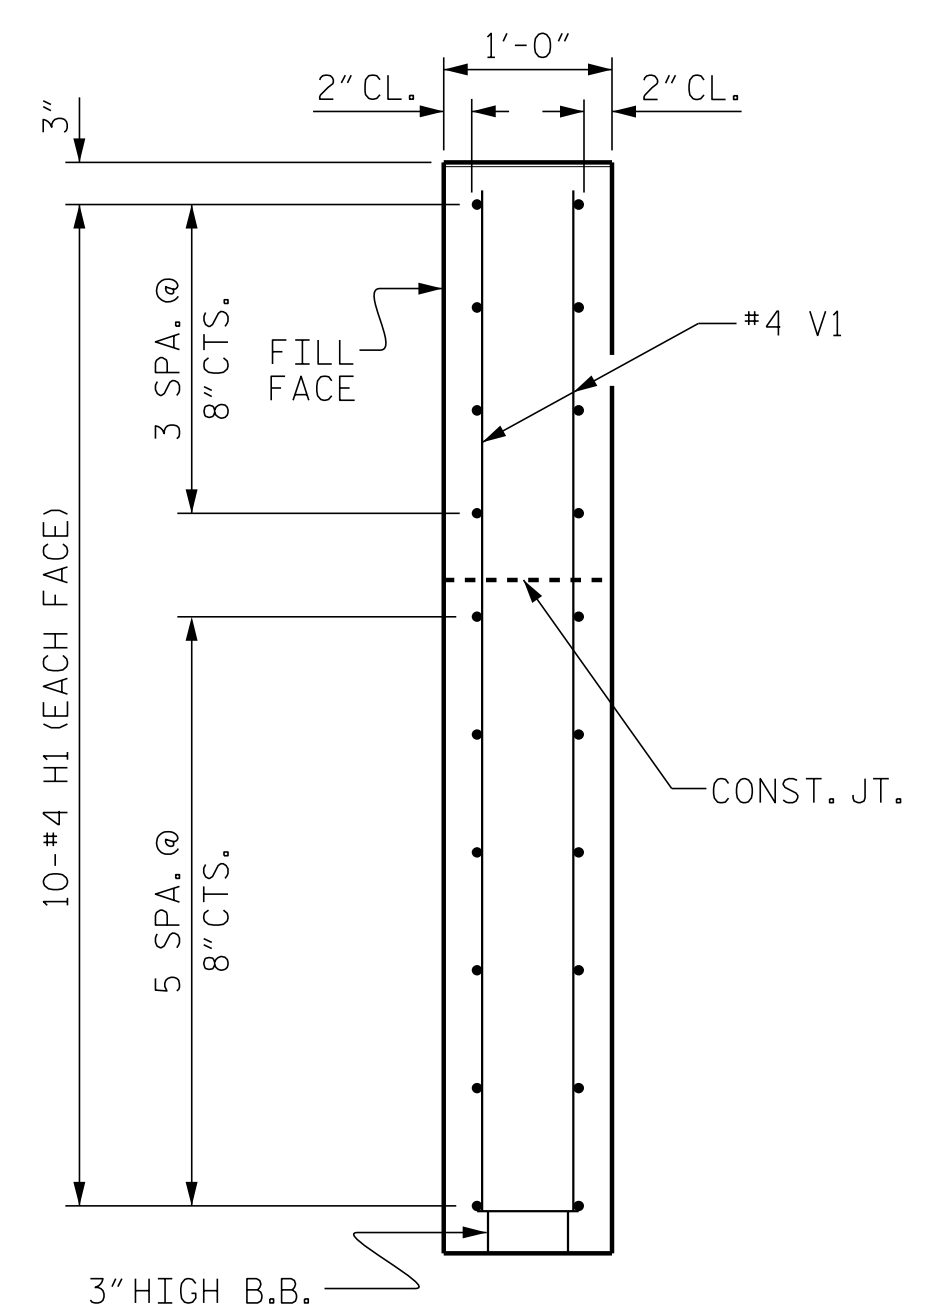 1'-0"
2" CL.
2" CL.
3"
3 SPA. @
8" CTS.
FILL
FACE
#4 V1
10-#4 H1 (EACH FACE)
CONST. JT.
5 SPA. @
8" CTS.
3" HIGH B.B.